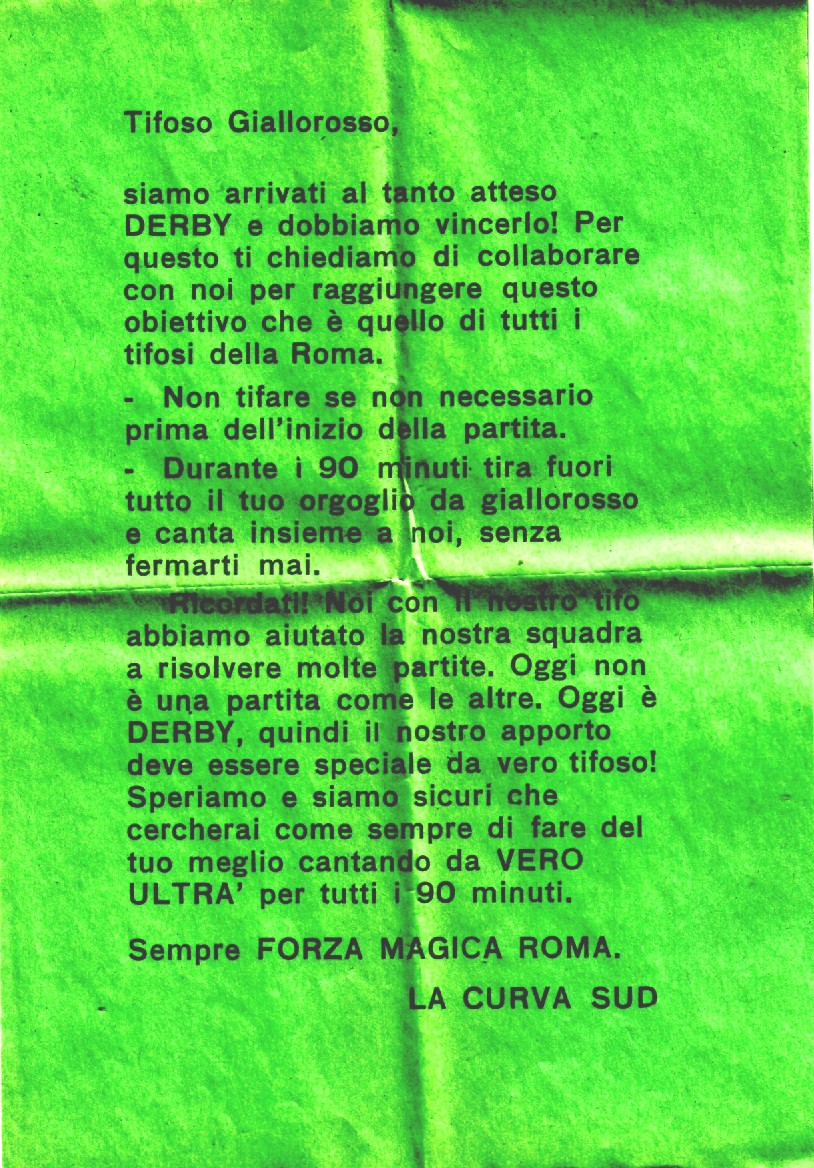 Tifoso Giallorosso,
siamo arrivati al tanto atteso
DERBY e dobbiamo vincerlo! Per
questo ti chiediamo di collaborare
con noi per raggiungere questo
obiettivo che è quello di tutti i
tifosi della Roma.
- Non tifare se non necessario
prima dell'inizio della partita.
- Durante i 90 minuti tira fuori
tutto il tuo orgoglio da giallorosso
e canta insieme a noi, senza
fermarti mai.
Ricordati! Noi con il nostro tifo
abbiamo aiutato la nostra squadra
a risolvere molte partite. Oggi non
è una partita come le altre. Oggi è
DERBY, quindi il nostro apporto
deve essere speciale da vero tifoso!
Speriamo e siamo sicuri che
cercherai come sempre di fare del
tuo meglio cantando da VERO
ULTRA' per tutti i 90 minuti.
Sempre FORZA MAGICA ROMA.
LA CURVA SUD